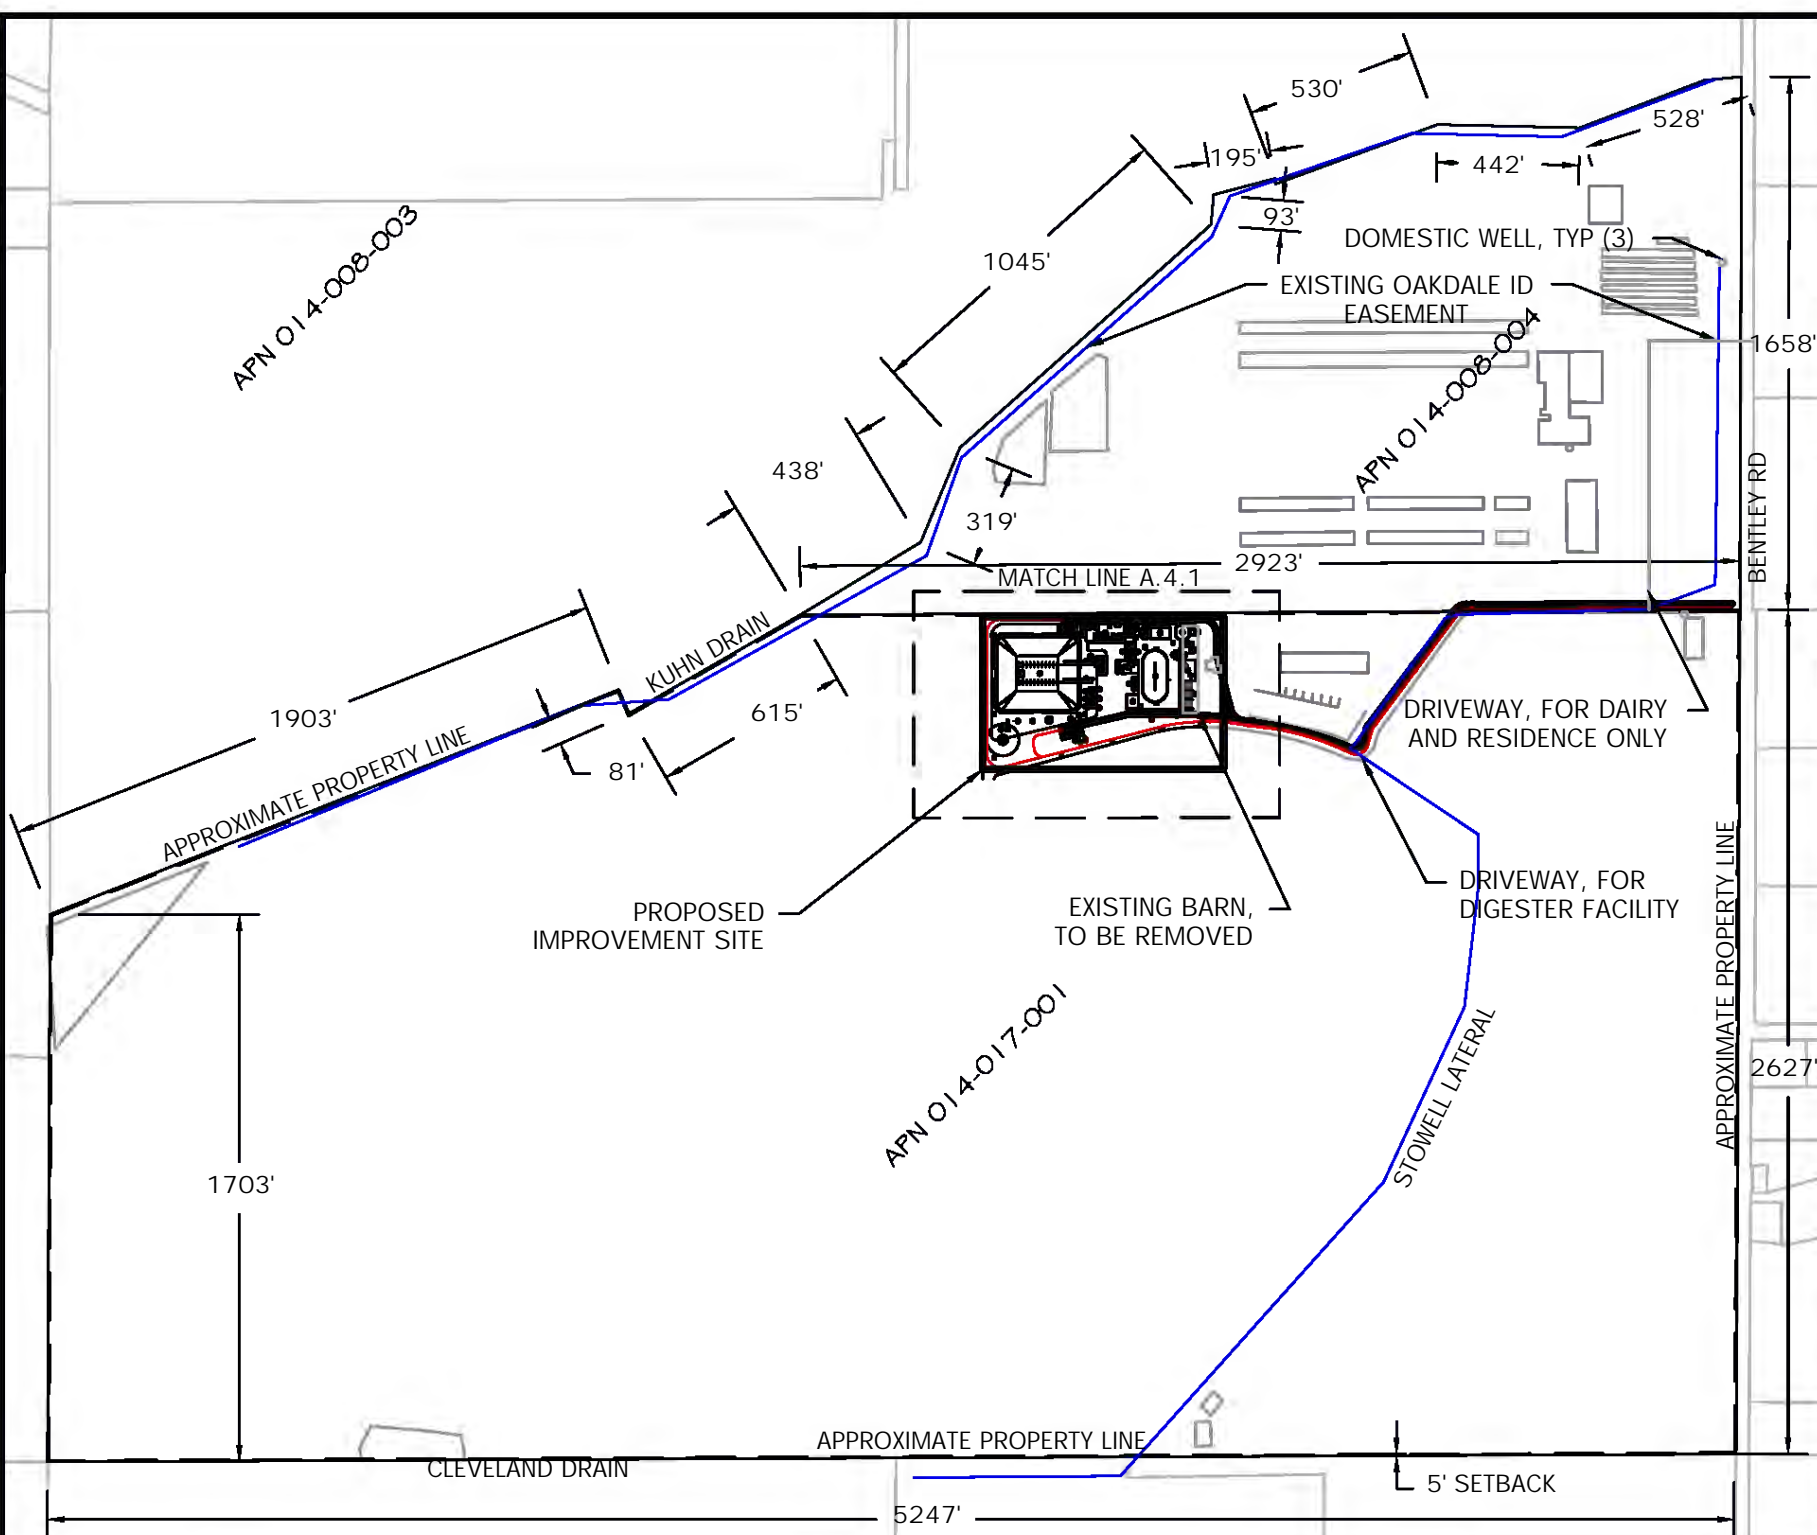 530'
528'
195'
442'
93'
APN 014-008-003
DOMESTIC WELL, TYP (3)
1045'
EXISTING OAKDALE ID
EASEMENT
1658'
APN 014-008-004
438'
319'
2923'
BENTLEY RD
MATCH LINE A.4.1
KUHN DRAIN
1903'
615'
DRIVEWAY, FOR DAIRY
AND RESIDENCE ONLY
APPROXIMATE PROPERTY LINE
81'
PROPOSED
IMPROVEMENT SITE
EXISTING BARN,
TO BE REMOVED
DRIVEWAY, FOR
DIGESTER FACILITY
APPROXIMATE PROPERTY LINE
2627'
APN 014-017-001
STOWELL LATERAL
1703'
APPROXIMATE PROPERTY LINE
CLEVELAND DRAIN
5' SETBACK
5247'